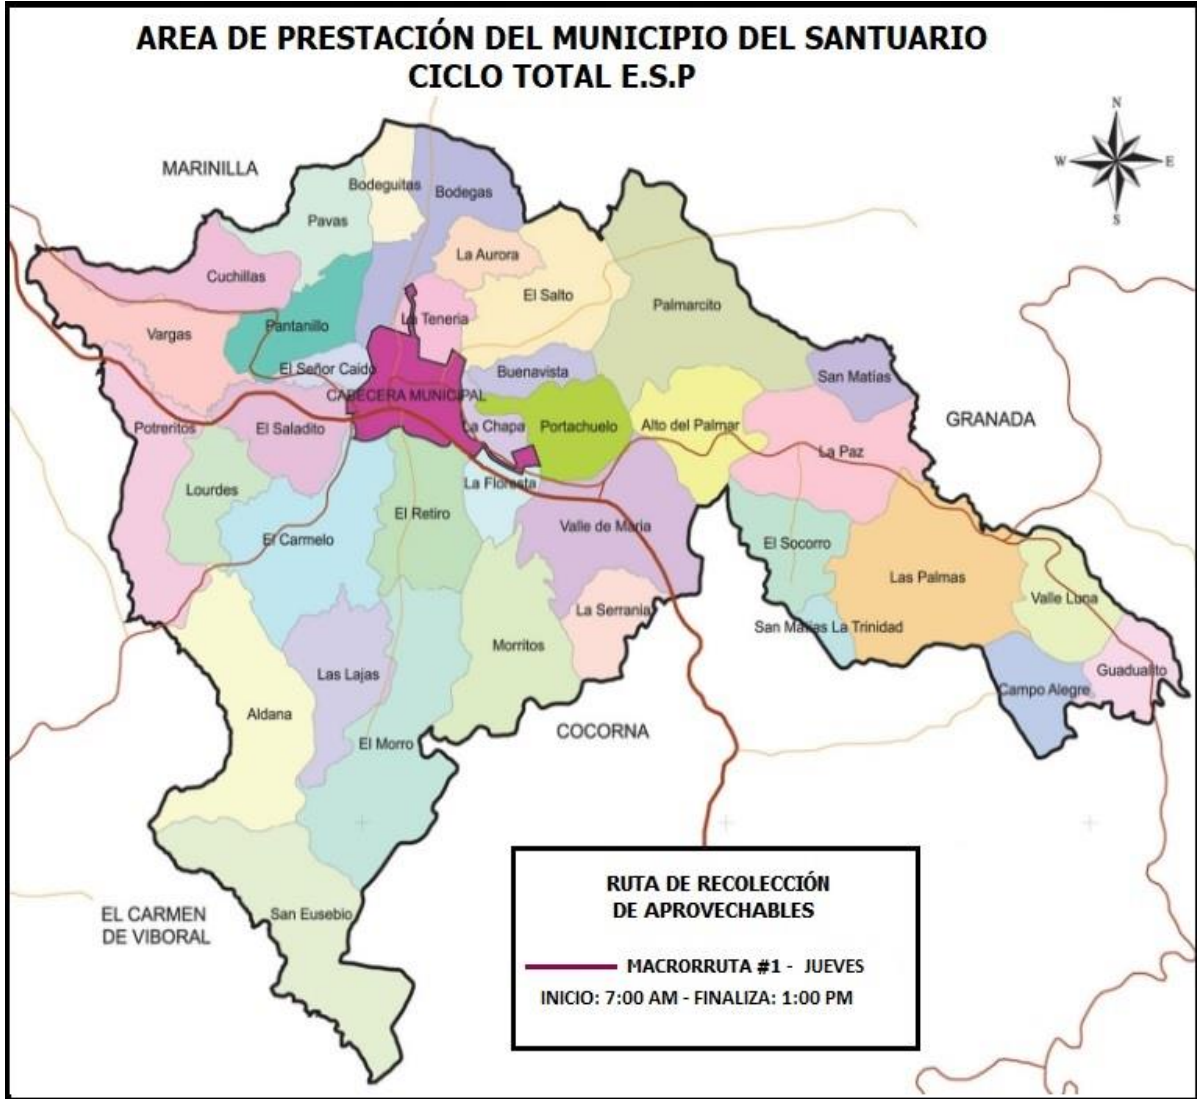 AREA DE PRESTACIÓN DEL MUNICIPIO DEL SANTUARIO
CICLO TOTAL E.S.P
N
W
E
S
MARINILLA
Bodeguitas
Bodegas
Pavas
La Aurora
Cuchillas
El Salto
Palmarcito
Vargas
Pantanillo
La Teneria
El Señor Caido
Buenavista
San Matías
CABECERA MUNICIPAL
GRANADA
Potreritos
El Saladito
La Chapa
Portachuelo
Alto del Palmar
La Paz
Lourdes
La Floresta
El Retiro
Valle de Maria
El Carmelo
El Socorro
Las Palmas
Valle Luna
La Serrania
San Matias La Trinidad
Morritos
Las Lajas
Guadualito
Campo Alegre
Aldana
El Morro
COCORNA
San Eusebio
EL CARMEN
DE VIBORAL
RUTA DE RECOLECCIÓN
DE APROVECHABLES
MACRORRUTA #1 - JUEVES
INICIO: 7:00 AM - FINALIZA: 1:00 PM